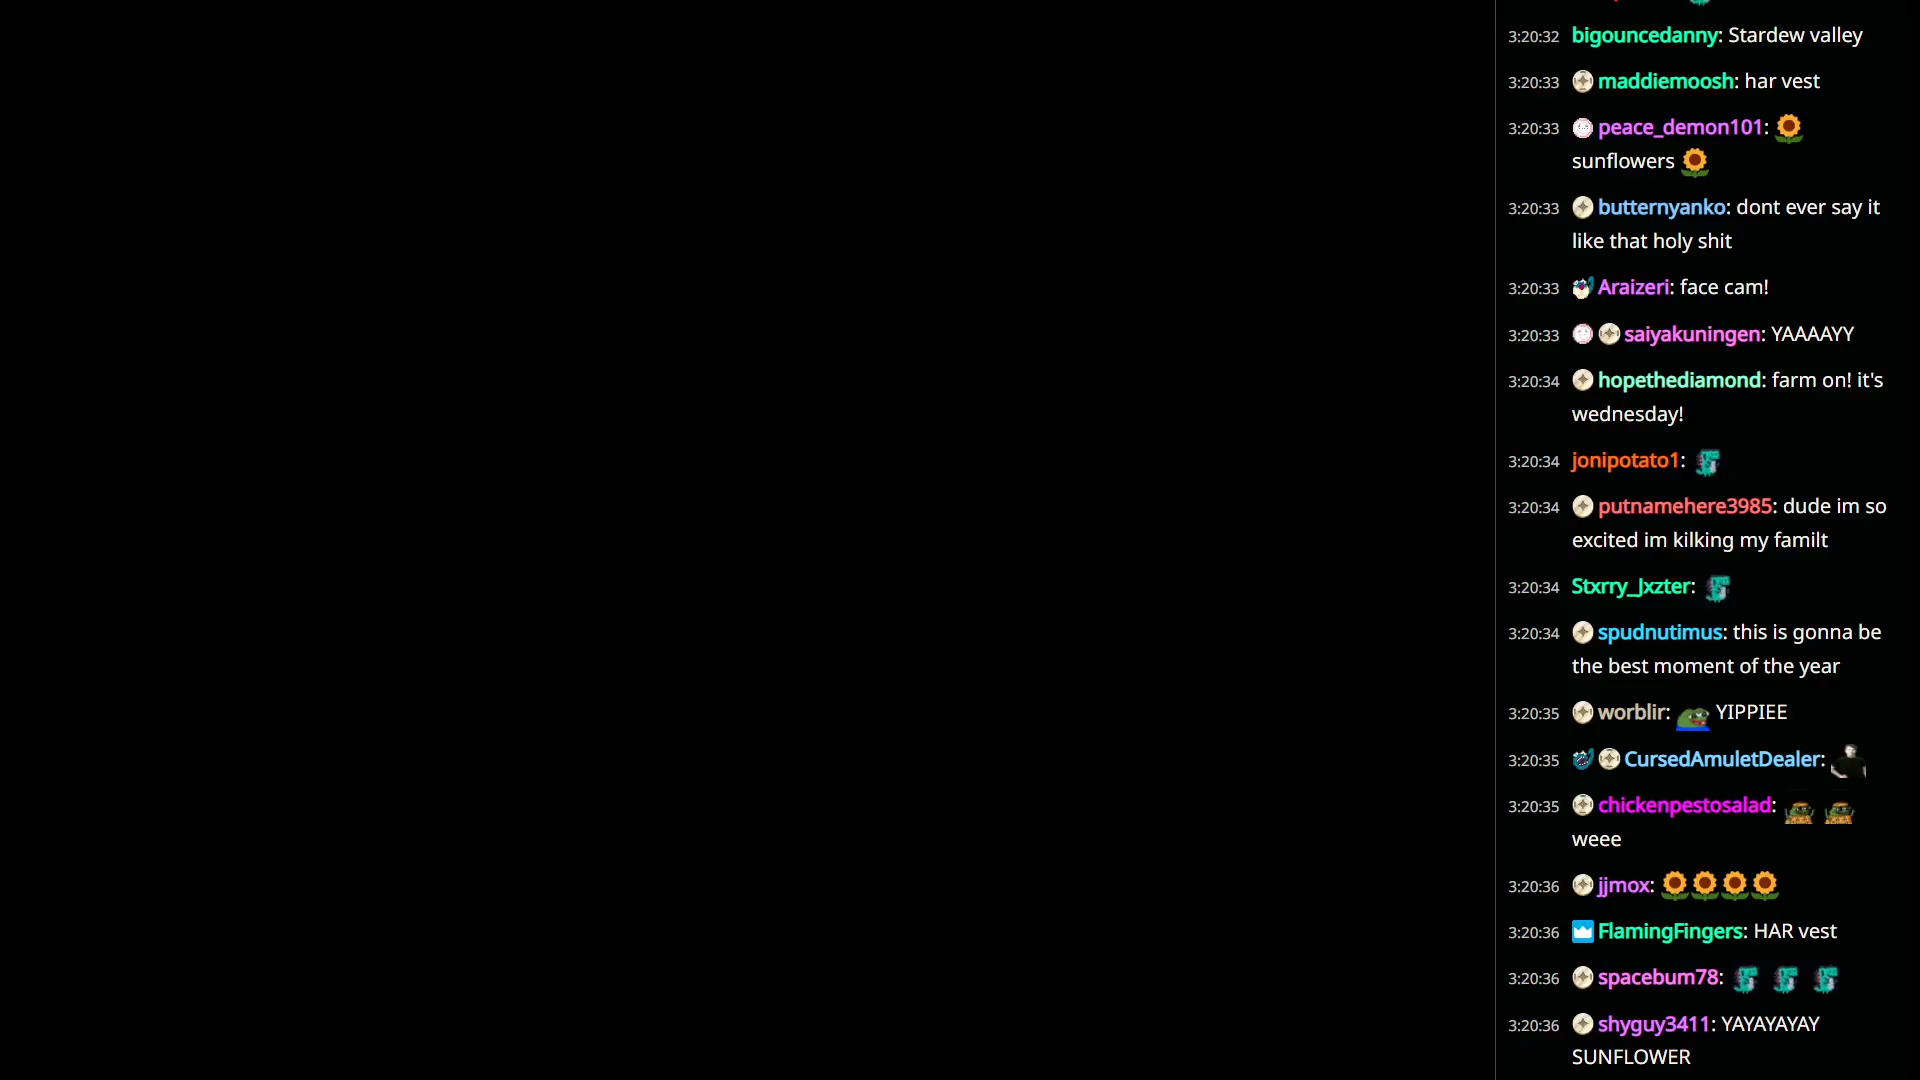 3:20:32 bigouncedanny: Stardew valley
3:20:33 maddiemoosh: har vest
3:20:33 peace_demon101: 🌻
sunflowers 🌻
3:20:33 butternyanko: dont ever say it
like that holy shit
3:20:33 Araizeri: face cam!
3:20:33 saiyakuningen: YAAAAYY
3:20:34 hopethediamond: farm on! it's
wednesday!
3:20:34 jonipotato1:
3:20:34 putnamehere3985: dude im so
excited im kilking my familt
3:20:34 Stxrry_Jxzter:
3:20:34 spudnutimus: this is gonna be
the best moment of the year
3:20:35 worblir: YIPPIEE
3:20:35 CursedAmuletDealer:
3:20:35 chickenpestosalad:
weee
3:20:36 jjmox: 🌻🌻🌻🌻
3:20:36 FlamingFingers: HAR vest
3:20:36 spacebum78:
3:20:36 shyguy3411: YAYAYAYAY
SUNFLOWER